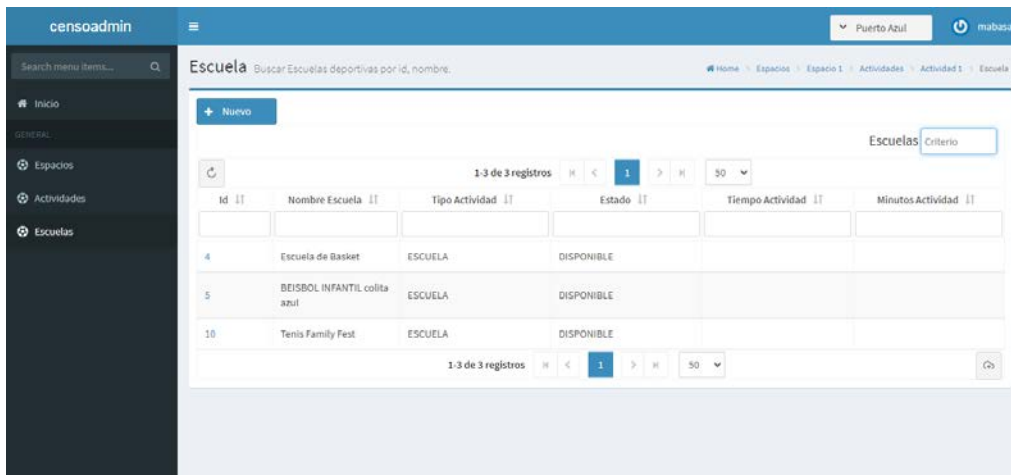 censoadmin
Puerto Azul
mabasa
Search menu items...
Escuela Buscar Escuelas deportivas por id, nombre.
Home Espacios Espacio 1 Actividades Actividad 1 Escuela
Inicio
+ Nuevo
GENERAL
Escuelas Criterio
Espacios
1-3 de 3 registros 1 50
Actividades
Id Nombre Escuela Tipo Actividad Estado Tiempo Actividad Minutos Actividad
Escuelas
4 Escuela de Basket ESCUELA DISPONIBLE
5 BEISBOL INFANTIL colita azul ESCUELA DISPONIBLE
10 Tenis Family Fest ESCUELA DISPONIBLE
1-3 de 3 registros 1 50